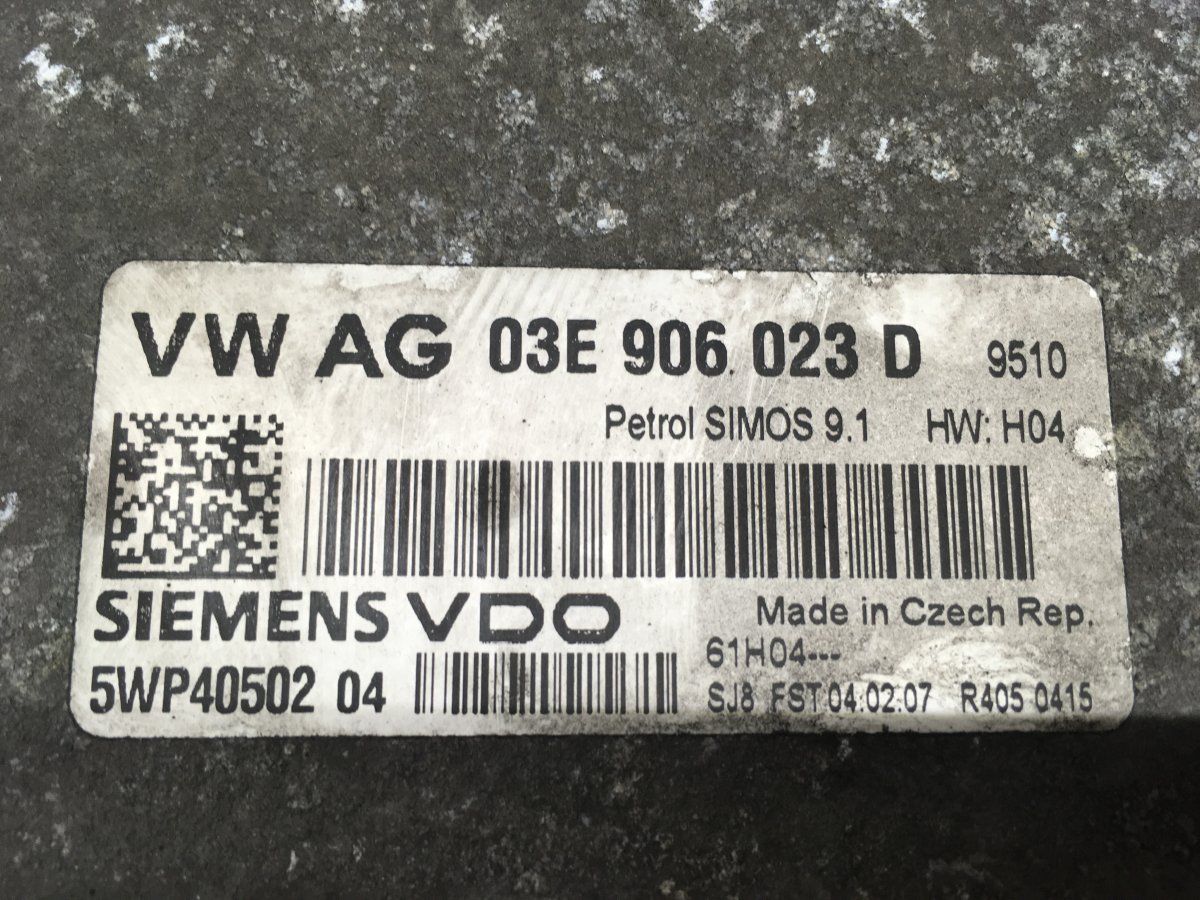 VW AG 03E 906 023 D 9510
Petrol SIMOS 9.1 HW: H04
SIEMENS VDO Made in Czech Rep.
61H04---
5WP40502 04 SJ8 FST 04.02.07 R405 0415